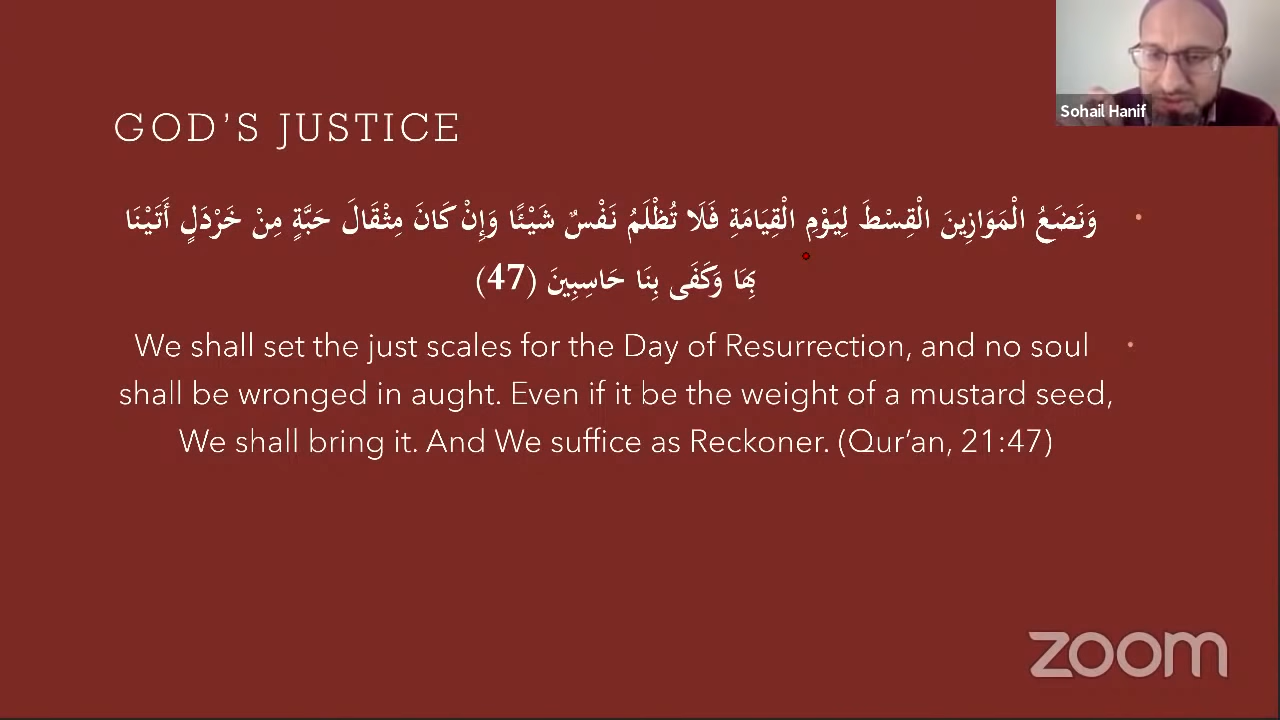 GOD'S JUSTICE
وَنَضَعُ الْمَوَازِينَ الْقِسْطَ لِيَوْمِ الْقِيَامَةِ فَلَا تُظْلَمُ نَفْسٌ شَيْئًا وَإِنْ كَانَ مِثْقَالَ حَبَّةٍ مِنْ خَرْدَلٍ أَتَيْنَا
بِهَا وَكَفَى بِنَا حَاسِبِينَ (47)
We shall set the just scales for the Day of Resurrection, and no soul
shall be wronged in aught. Even if it be the weight of a mustard seed,
We shall bring it. And We suffice as Reckoner. (Qur'an, 21:47)
Sohail Hanif
zoom